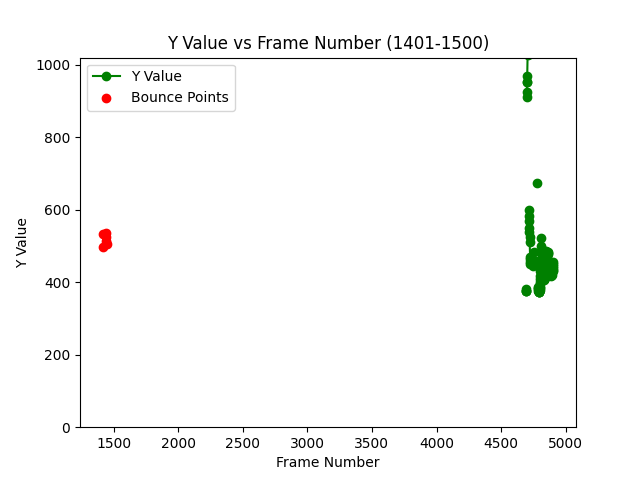 Y Value vs Frame Number (1401-1500)
Y Value
Bounce Points
1000
800
600
400
200
0
Y Value
1500 2000 2500 3000 3500 4000 4500 5000
Frame Number